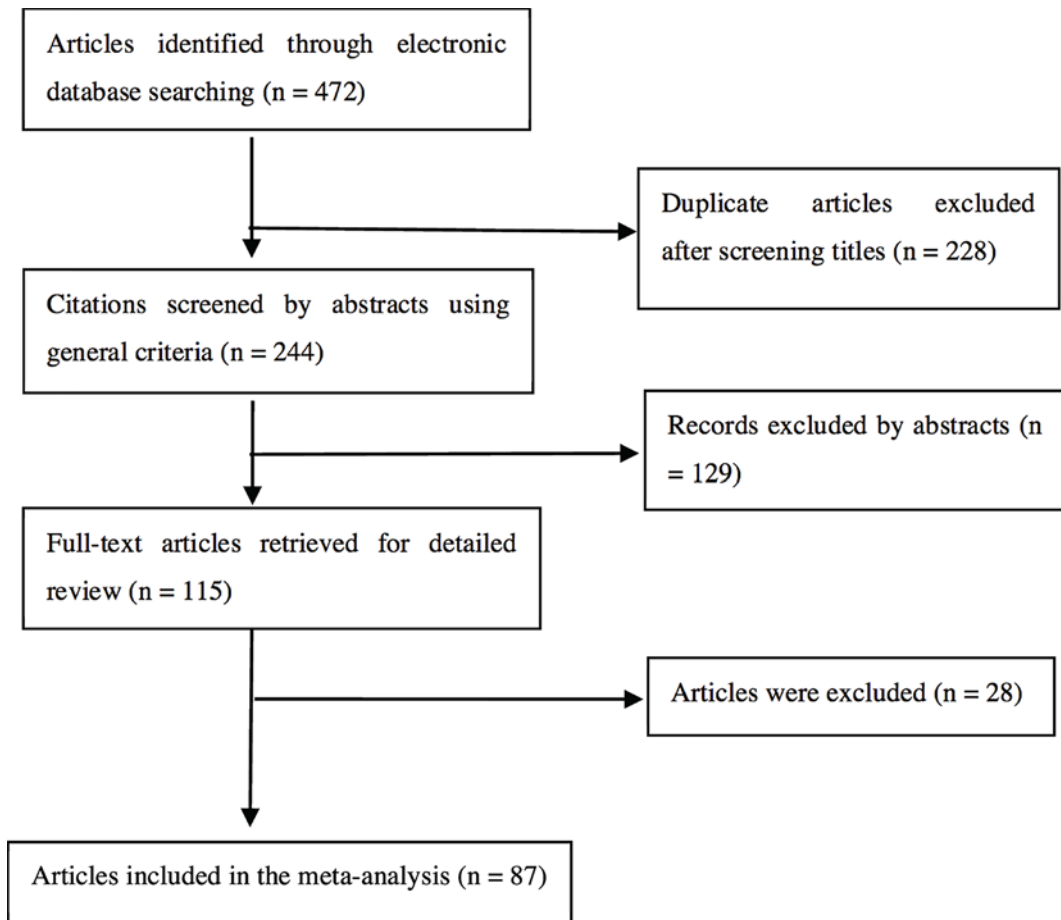 Articles identified through electronic
database searching (n = 472)
Duplicate articles excluded
after screening titles (n = 228)
Citations screened by abstracts using
general criteria (n = 244)
Records excluded by abstracts (n
= 129)
Full-text articles retrieved for detailed
review (n = 115)
Articles were excluded (n = 28)
Articles included in the meta-analysis (n = 87)